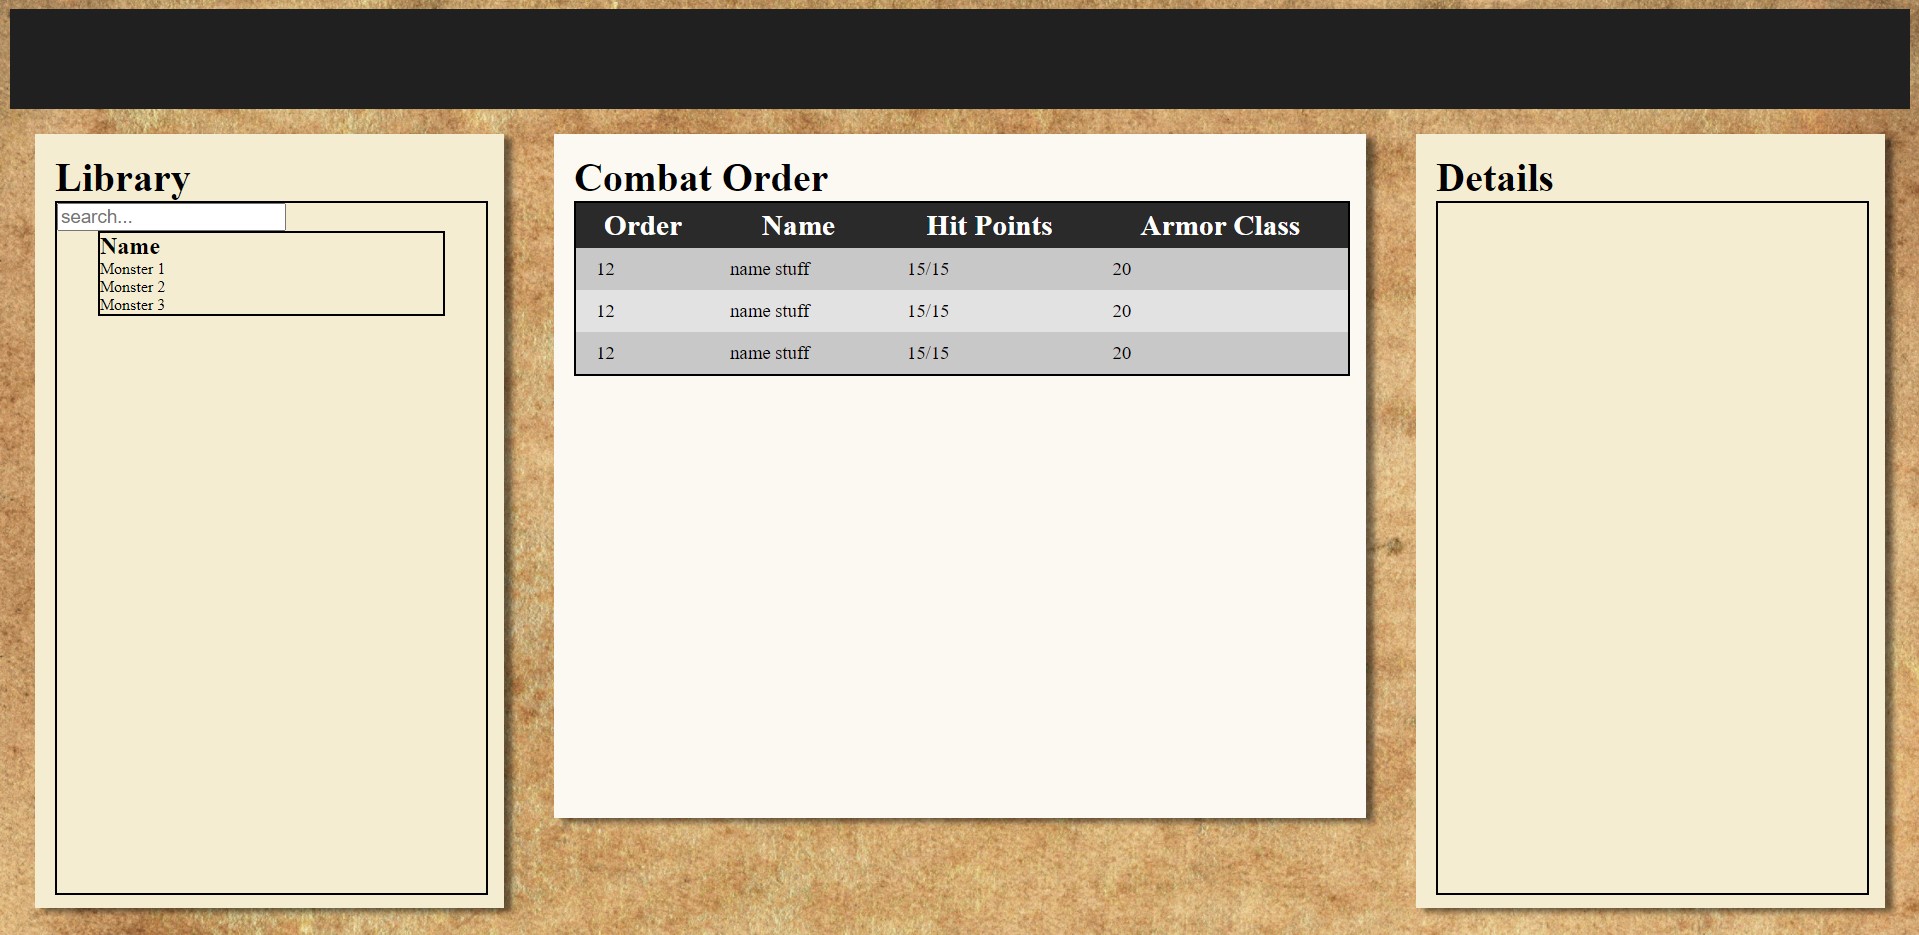 Library
search...
Name
Monster 1
Monster 2
Monster 3
Combat Order
Order Name Hit Points Armor Class
12 name stuff 15/15 20
12 name stuff 15/15 20
12 name stuff 15/15 20
Details